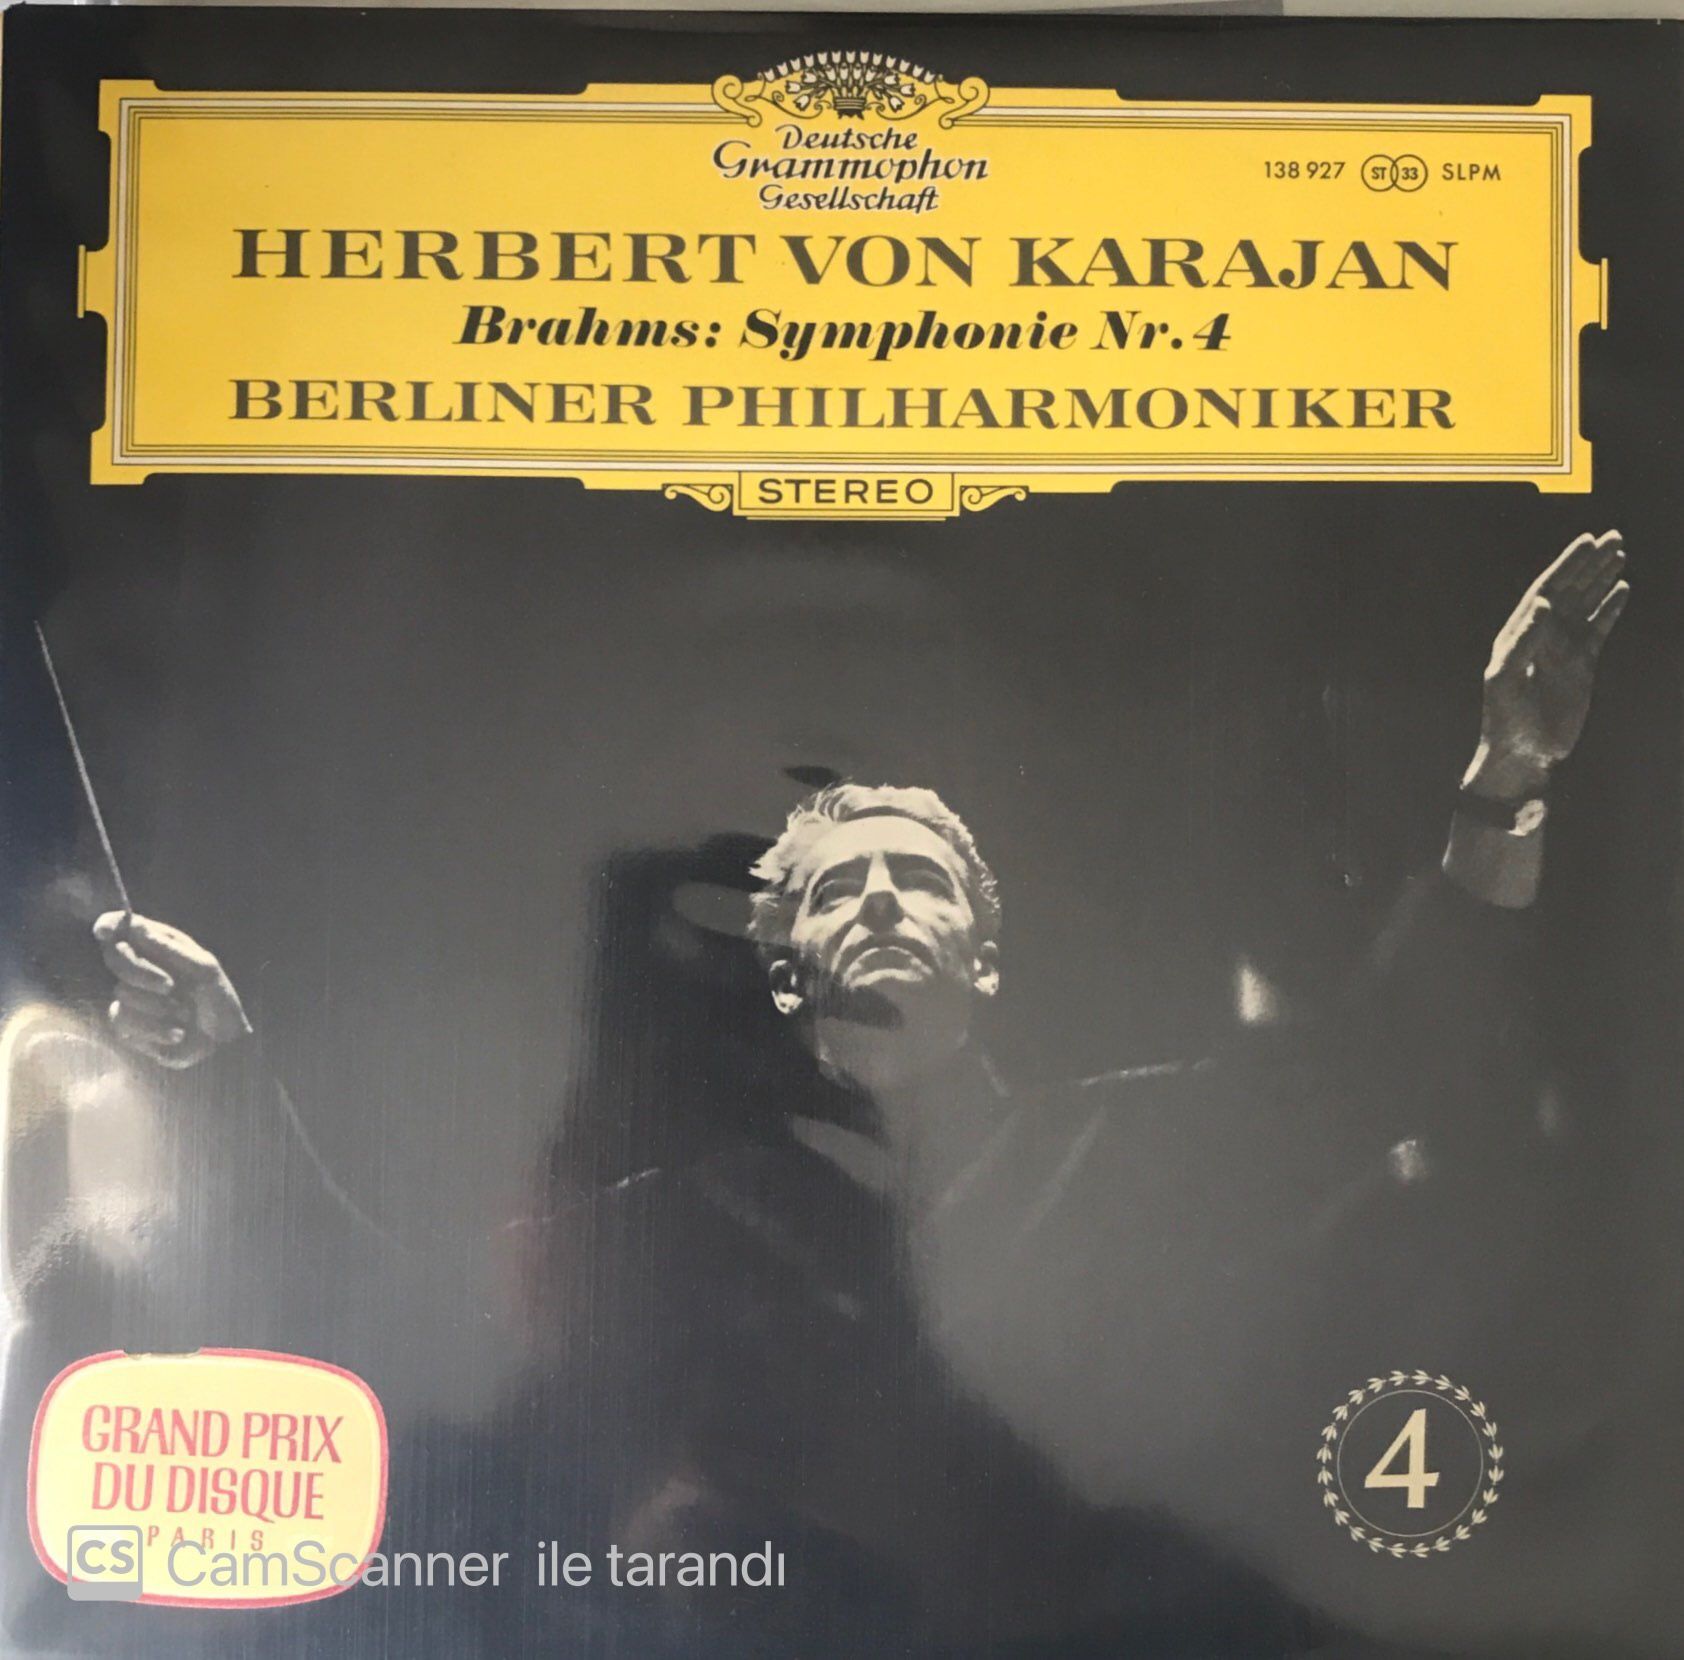 Deutsche
Grammophon
Gesellschaft
138 927 ST 33 SLPM
HERBERT VON KARAJAN
Brahms: Symphonie Nr. 4
BERLINER PHILHARMONIKER
STEREO
GRAND PRIX
DU DISQUE
PARIS
4
CS CamScanner ile tarandı